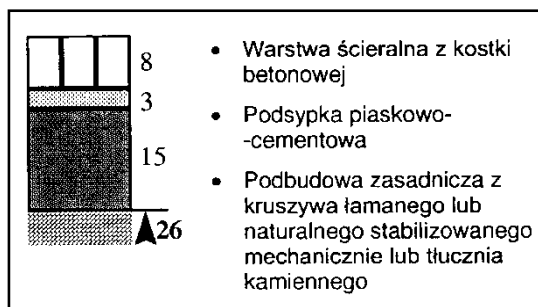 8
3
15
26
• Warstwa ścieralna z kostki
betonowej
• Podsypka piaskowo-
-cementowa
• Podbudowa zasadnicza z
kruszywa łamanego lub
naturalnego stabilizowanego
mechanicznie lub tłucznia
kamiennego